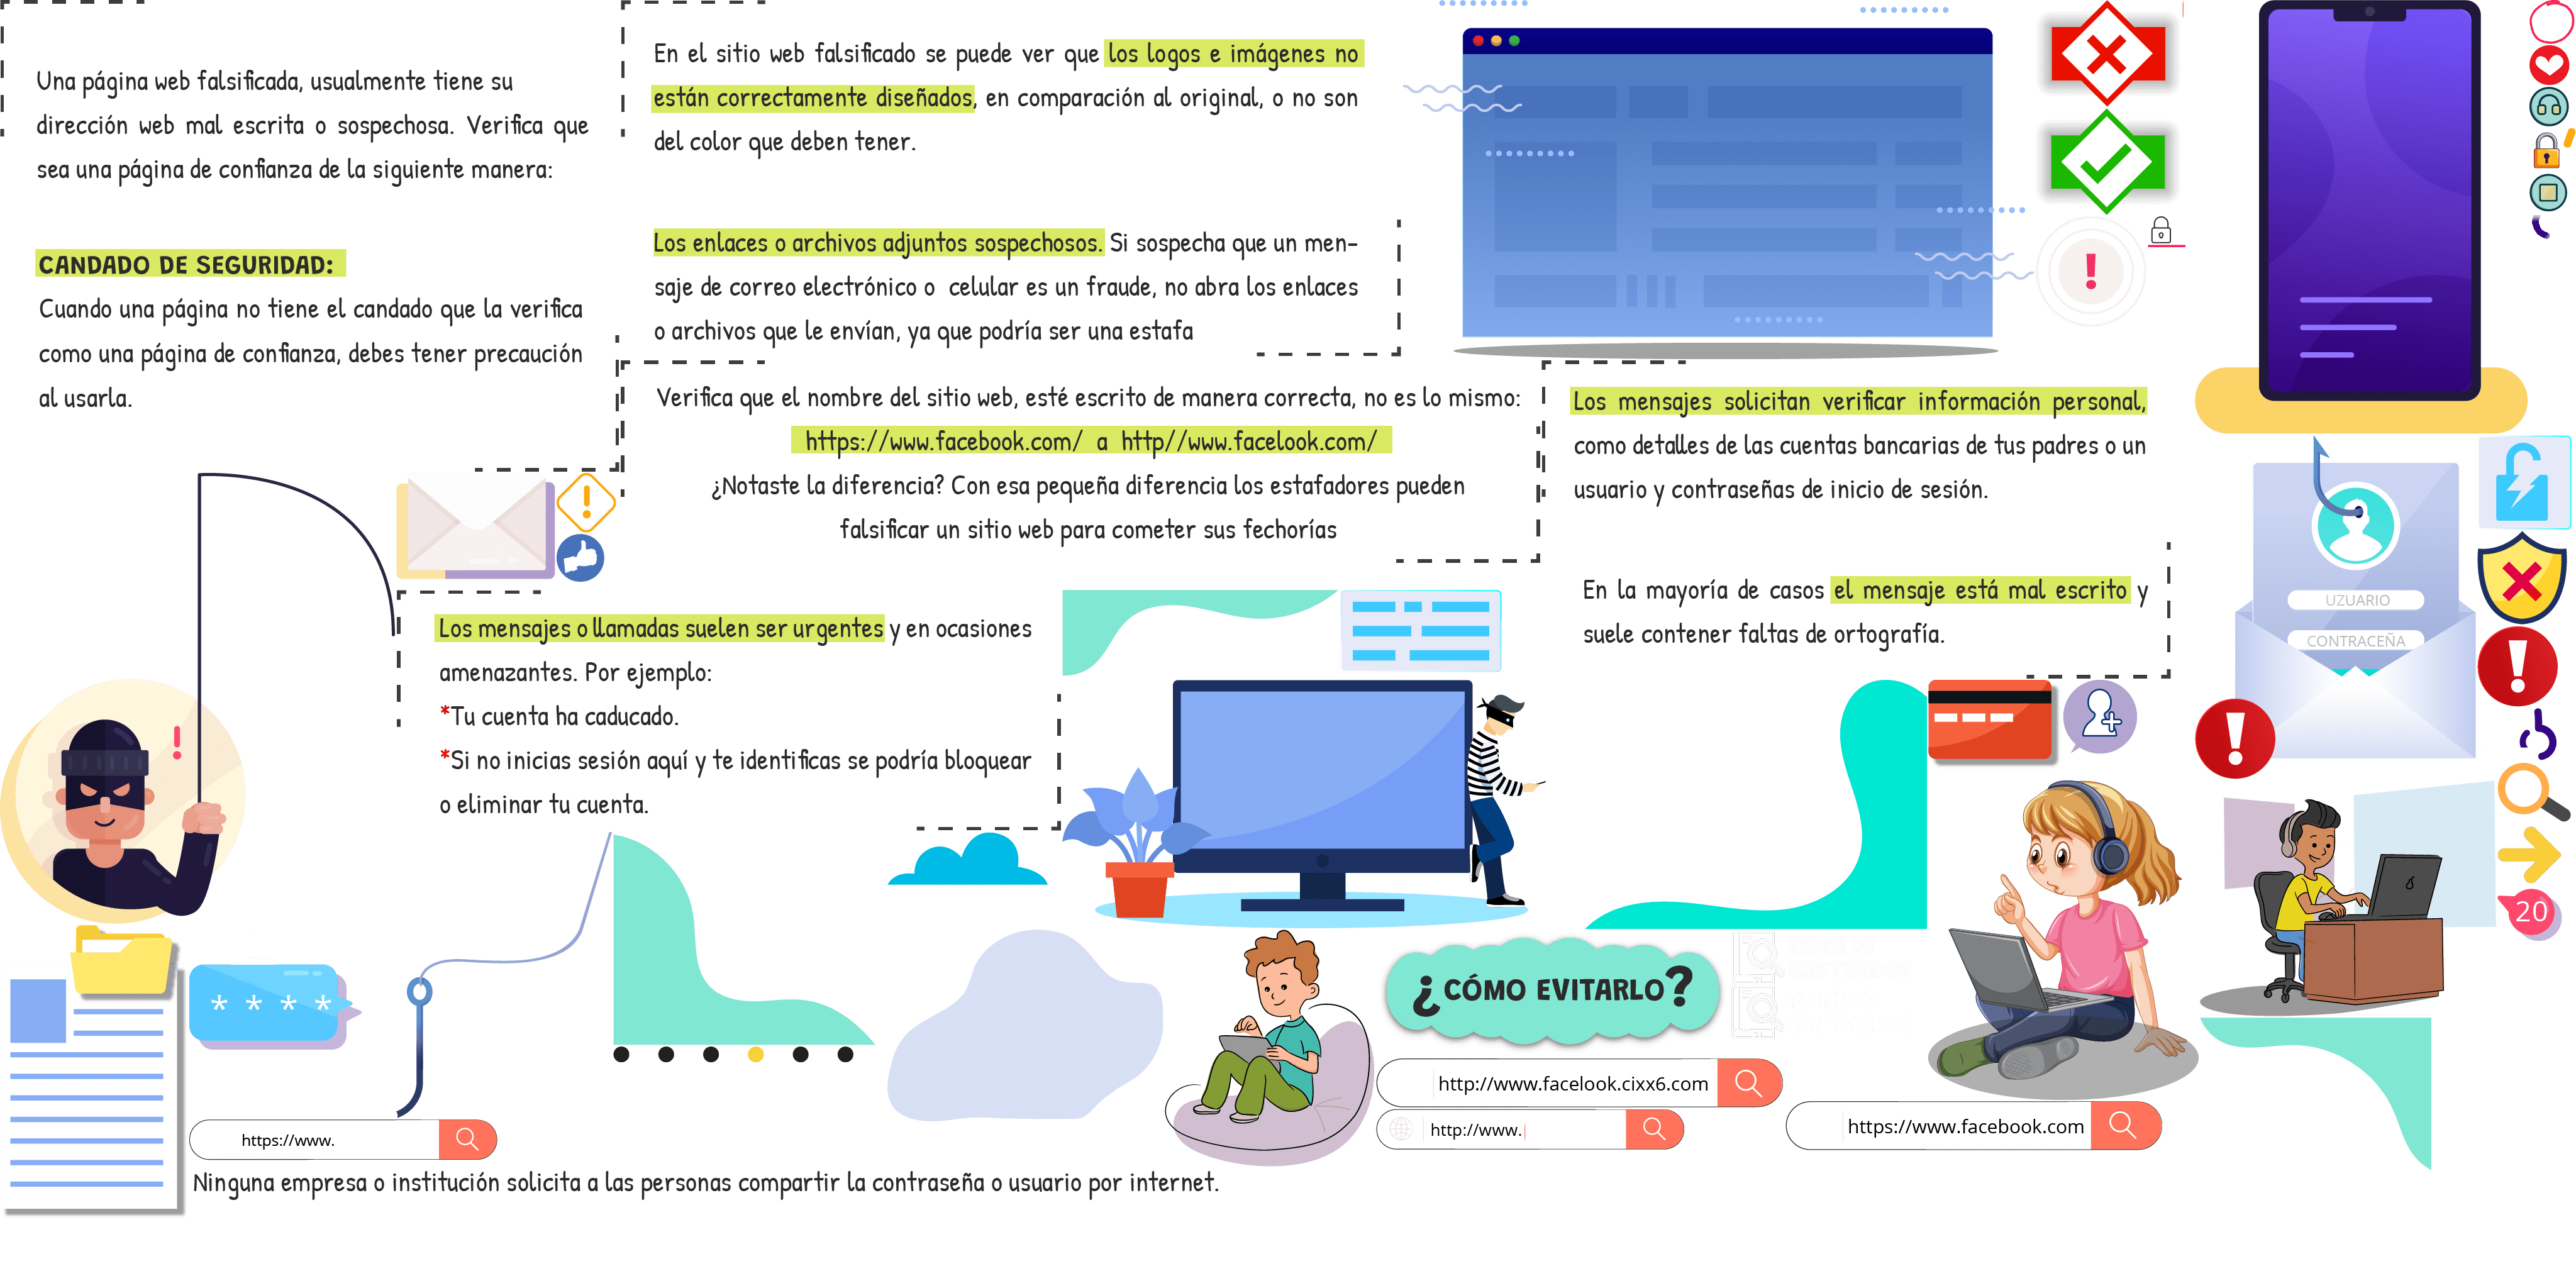 Una página web falsificada, usualmente tiene su
dirección web mal escrita o sospechosa. Verifica que
sea una página de confianza de la siguiente manera:
CANDADO DE SEGURIDAD:
Cuando una página no tiene el candado que la verifica
como una página de confianza, debes tener precaución
al usarla.
En el sitio web falsificado se puede ver que los logos e imágenes no
están correctamente diseñados, en comparación al original, o no son
del color que deben tener.
Los enlaces o archivos adjuntos sospechosos. Si sospecha que un men-
saje de correo electrónico o celular es un fraude, no abra los enlaces
o archivos que le envían, ya que podría ser una estafa
Verifica que el nombre del sitio web, esté escrito de manera correcta, no es lo mismo:
https://www.facebook.com/ a http//www.facelook.com/
¿Notaste la diferencia? Con esa pequeña diferencia los estafadores pueden
falsificar un sitio web para cometer sus fechorías
Los mensajes solicitan verificar información personal,
como detalles de las cuentas bancarias de tus padres o un
usuario y contraseñas de inicio de sesión.
En la mayoría de casos el mensaje está mal escrito y
suele contener faltas de ortografía.
UZUARIO
CONTRACEÑA
Los mensajes o llamadas suelen ser urgentes y en ocasiones
amenazantes. Por ejemplo:
*Tu cuenta ha caducado.
*Si no inicias sesión aquí y te identificas se podría bloquear
o eliminar tu cuenta.
20
* * * *
¿CÓMO EVITARLO?
http://www.facelook.cixx6.com
http://www.
https://www.facebook.com
https://www.
Ninguna empresa o institución solicita a las personas compartir la contraseña o usuario por internet.